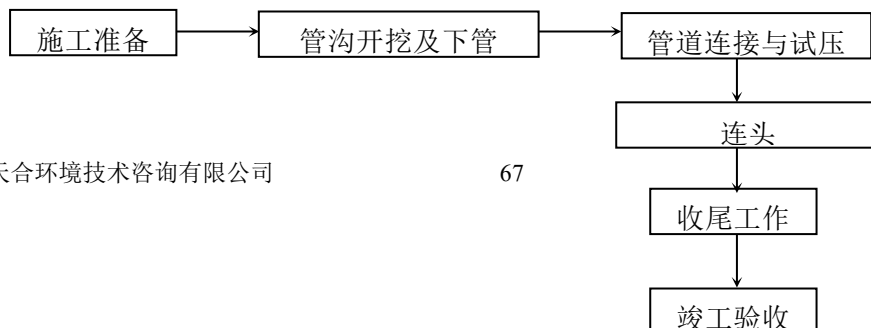 施工准备 管沟开挖及下管 管道连接与试压
连头
天合环境技术咨询有限公司 67
收尾工作
竣工验收